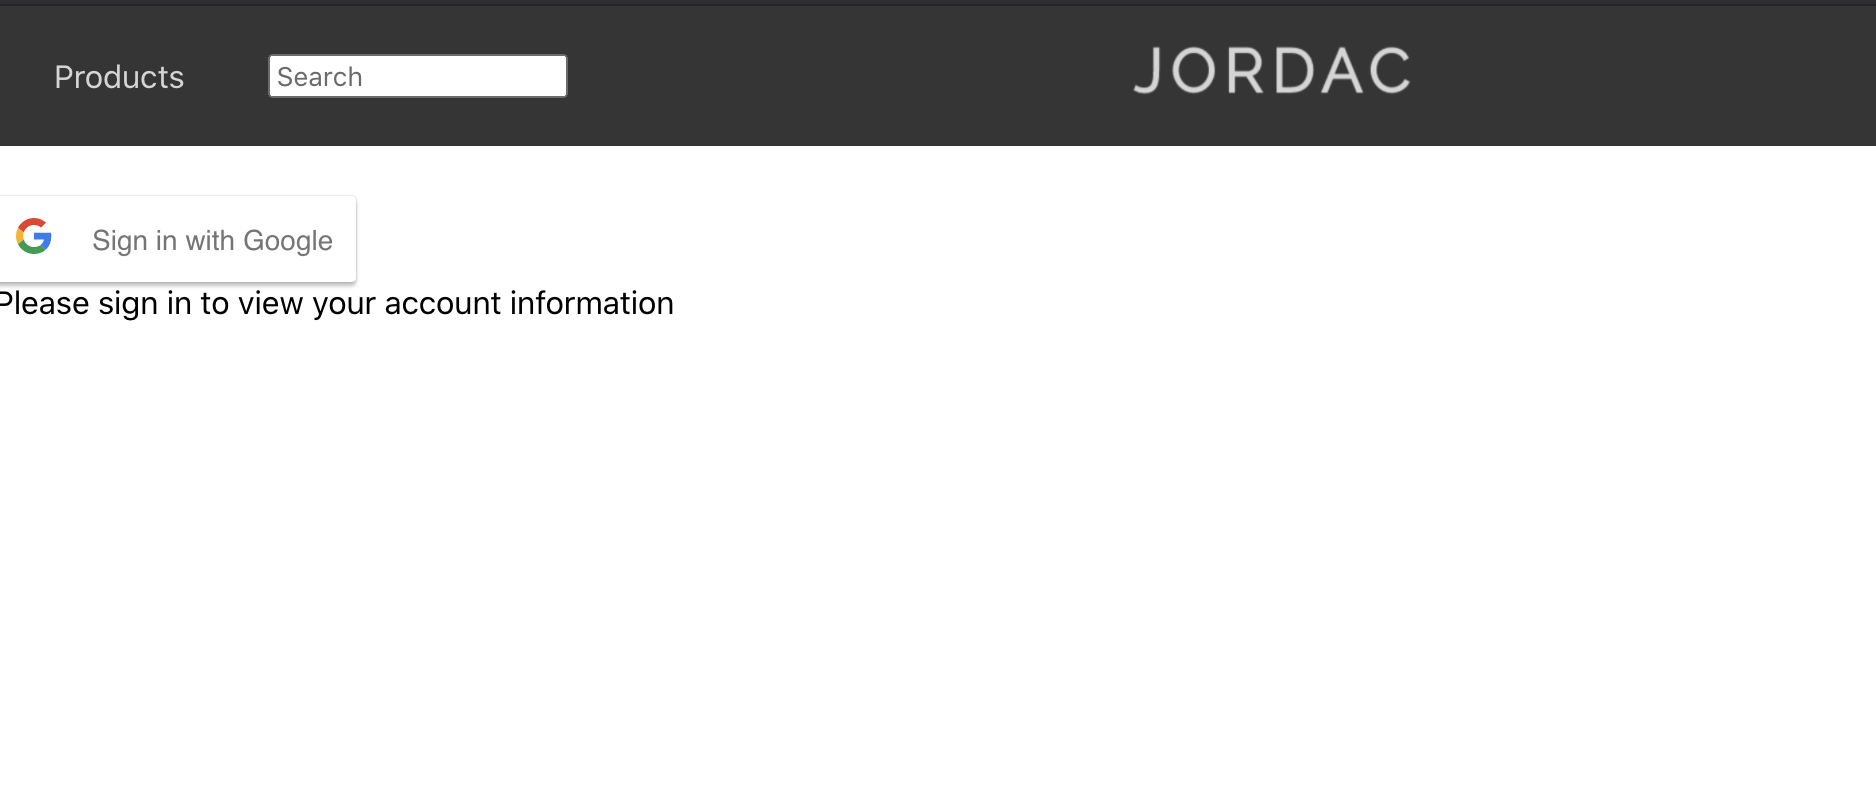 Products
Search
JORDAC
Sign in with Google
Please sign in to view your account information